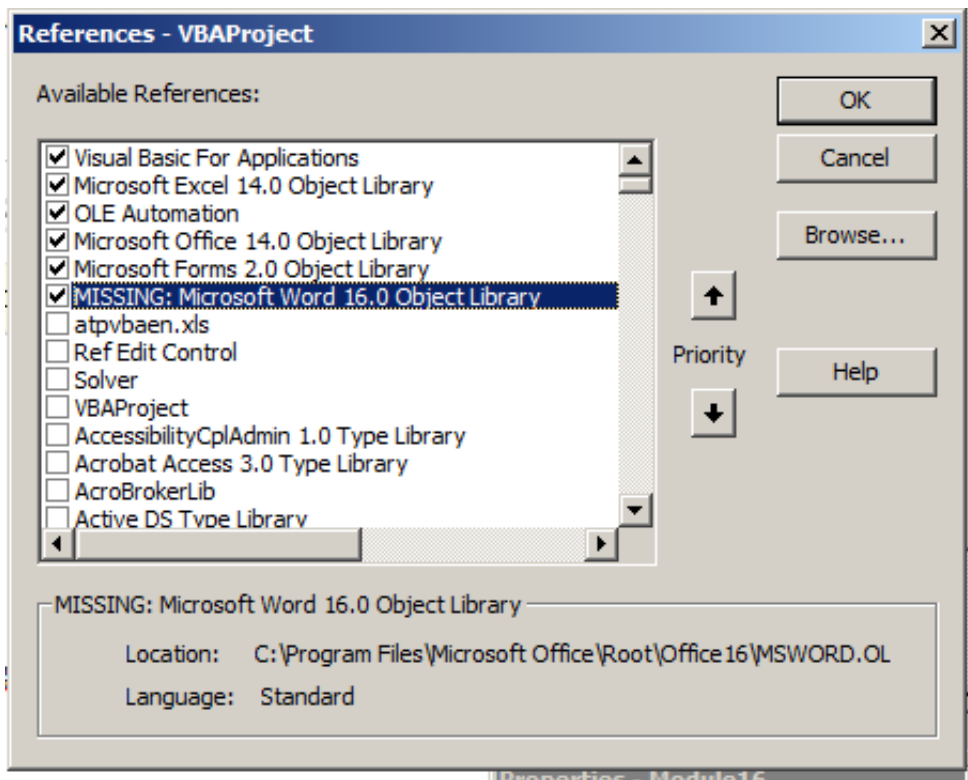 References - VBAProject
Available References:
OK
Cancel
Browse...
Priority
Help
Visual Basic For Applications
Microsoft Excel 14.0 Object Library
OLE Automation
Microsoft Office 14.0 Object Library
Microsoft Forms 2.0 Object Library
MISSING: Microsoft Word 16.0 Object Library
atpvbaen.xls
Ref Edit Control
Solver
VBAProject
AccessibilityCplAdmin 1.0 Type Library
Acrobat Access 3.0 Type Library
AcroBrokerLib
Active DS Type Library
MISSING: Microsoft Word 16.0 Object Library
Location: C:\Program Files\Microsoft Office\Root\Office16\MSWORD.OL
Language: Standard
Properties - Module16